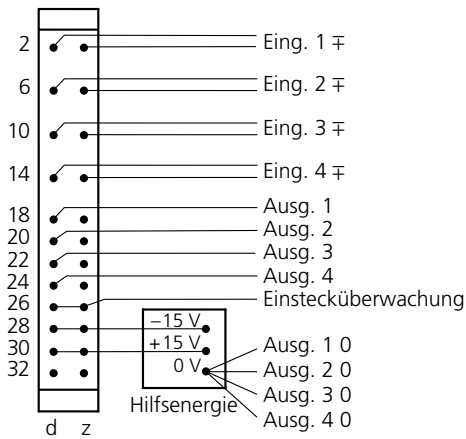 2 Eing. 1 ∓
6 Eing. 2 ∓
10 Eing. 3 ∓
14 Eing. 4 ∓
18 Ausg. 1
20 Ausg. 2
22 Ausg. 3
24 Ausg. 4
26 Einstecküberwachung
28 −15 V
30 +15 V
32 0 V
Ausg. 1 0
Ausg. 2 0
Ausg. 3 0
Ausg. 4 0
Hilfsenergie
d z